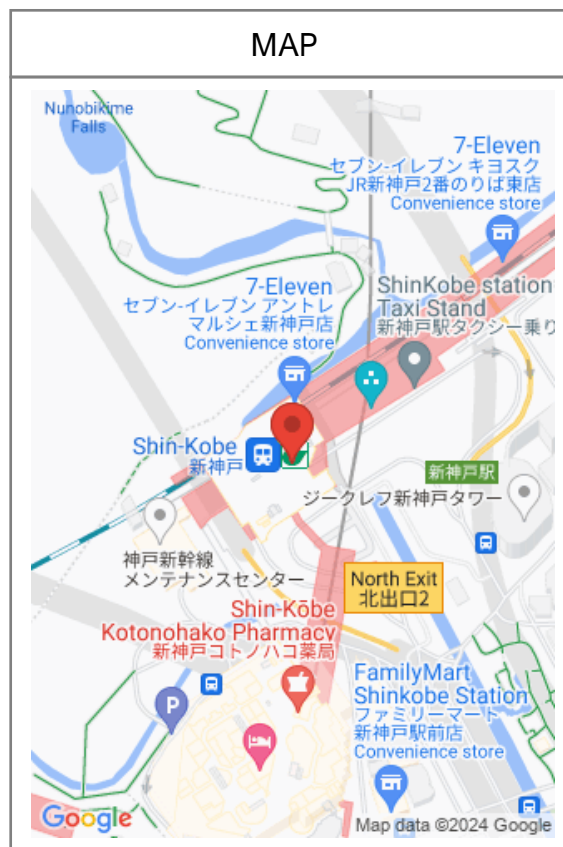 MAP
Nunobikime
Falls
7-Eleven
セブン-イレブン キヨスク
JR新神戸2番のりば東店
Convenience store
7-Eleven
セブン-イレブン アントレ
マルシェ新神戸店
Convenience store
ShinKobe station
Taxi Stand
新神戸駅タクシー乗り
Shin-Kobe
新神戸
新神戸駅
ジークレフ新神戸タワー
神戸新幹線
メンテナンスセンター
North Exit
北出口2
Shin-Kōbe
Kotonohako Pharmacy
新神戸コトノハコ薬局
P
FamilyMart
Shinkobe Station
ファミリーマート
新神戸駅前店
Convenience store
Google
Map data ©2024 Google